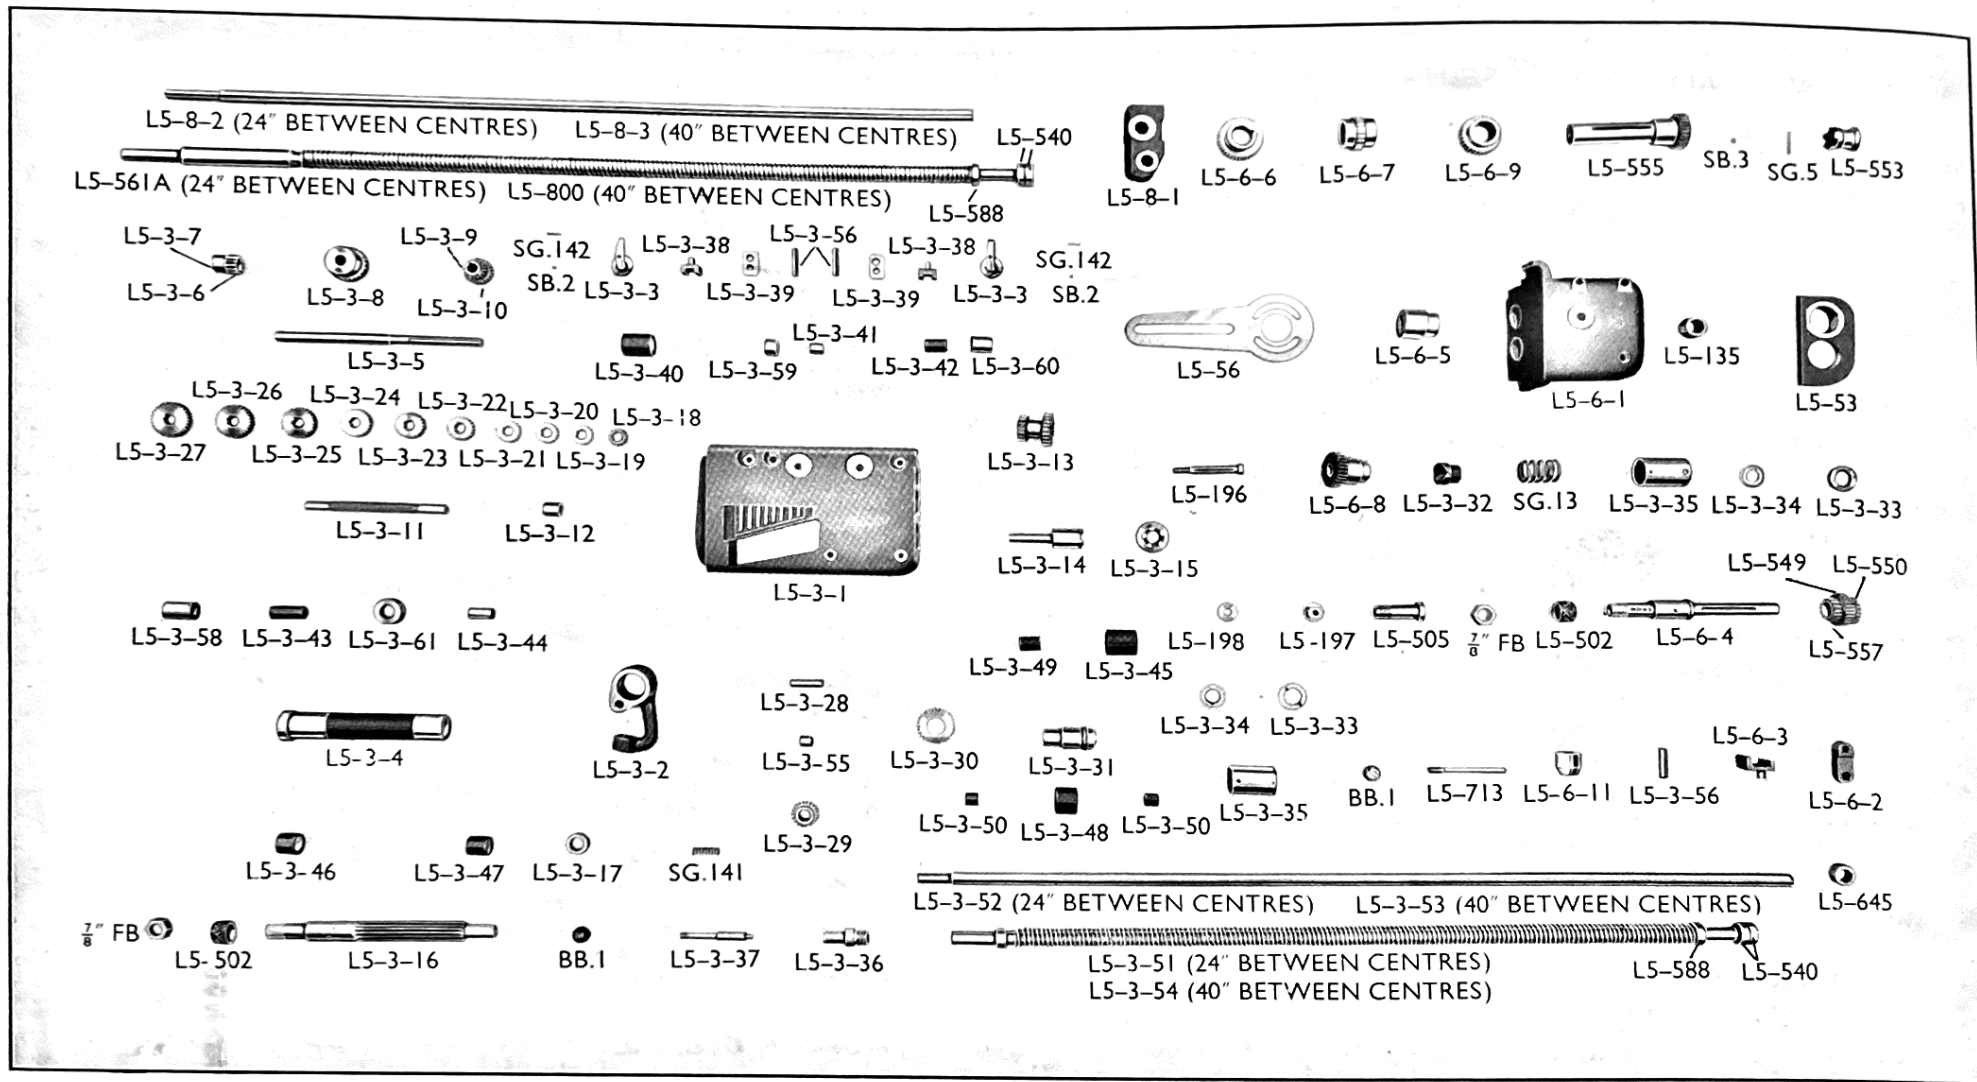 L5–8–2 (24″ BETWEEN CENTRES) L5–8–3 (40″ BETWEEN CENTRES)
L5–540
L5–561A (24″ BETWEEN CENTRES) L5–800 (40″ BETWEEN CENTRES)
L5–588
L5–8–1
L5–6–6
L5–6–7
L5–6–9
L5–555
SB.3
SG.5
L5–553
L5–3–7
L5–3–6
L5–3–8
L5–3–9
L5–3–10
SG.142
SB.2
L5–3–3
L5–3–38
L5–3–39
L5–3–56
L5–3–39
L5–3–38
L5–3–3
SG.142
SB.2
L5–3–5
L5–3–40
L5–3–59
L5–3–41
L5–3–42
L5–3–60
L5–56
L5–6–5
L5–6–1
L5–135
L5–53
L5–3–26
L5–3–24
L5–3–22
L5–3–20
L5–3–18
L5–3–27
L5–3–25
L5–3–23
L5–3–21
L5–3–19
L5–3–13
L5–196
L5–6–8
L5–3–32
SG.13
L5–3–35
L5–3–34
L5–3–33
L5–3–11
L5–3–12
L5–3–1
L5–3–14
L5–3–15
L5–549
L5–550
L5–3–58
L5–3–43
L5–3–61
L5–3–44
L5–3–49
L5–3–45
L5–198
L5-197
L5–505
⅞″ FB
L5–502
L5–6–4
L5–557
L5–3–4
L5–3–2
L5–3–28
L5–3–55
L5–3–30
L5–3–31
L5–3–34
L5–3–33
L5–6–3
L5–3–35
BB.1
L5–713
L5–6–11
L5–3–56
L5–6–2
L5–3–50
L5–3–48
L5–3–50
L5–3–29
L5–3–46
L5–3–47
L5–3–17
SG.141
L5–3–52 (24″ BETWEEN CENTRES) L5–3–53 (40″ BETWEEN CENTRES)
L5–645
⅞″ FB
L5-502
L5–3–16
BB.1
L5–3–37
L5–3–36
L5–3–51 (24″ BETWEEN CENTRES)
L5–3–54 (40″ BETWEEN CENTRES)
L5–588
L5–540